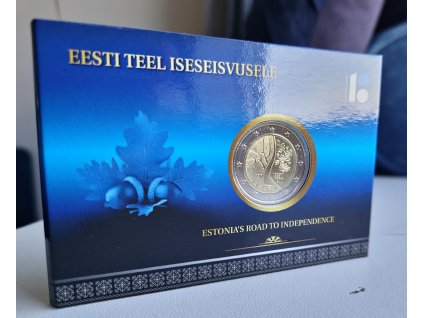 EESTI TEEL ISESEISVUSELE
ESTONIA'S ROAD TO INDEPENDENCE